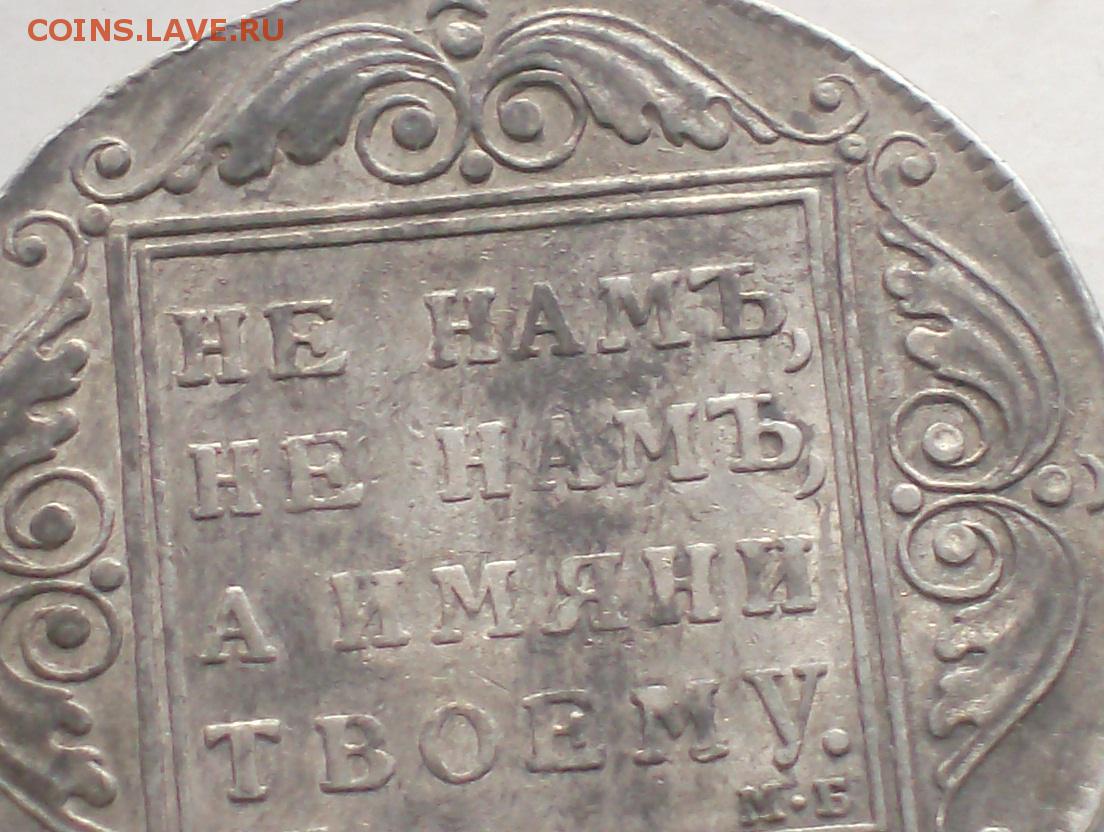 COINS.LAVE.RU
НЕ НАМЪ,
НЕ НАМЪ,
А ИМЯНИ
ТВОЕМУ.
М·Б